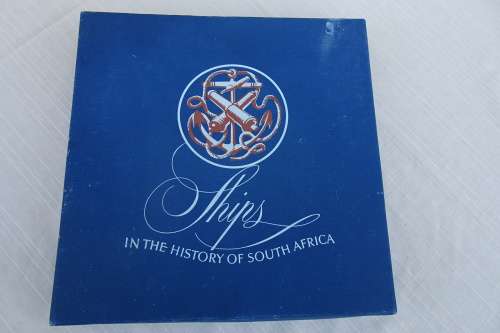 Ships
IN THE HISTORY OF SOUTH AFRICA